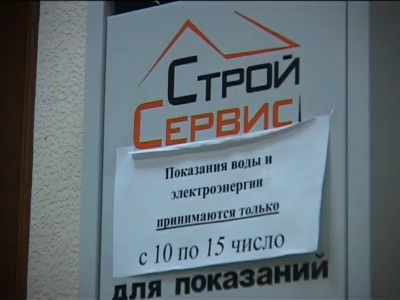 Строй
Сервис
Показания воды и
электроэнергии
принимаются только
с 10 по 15 число
для показаний